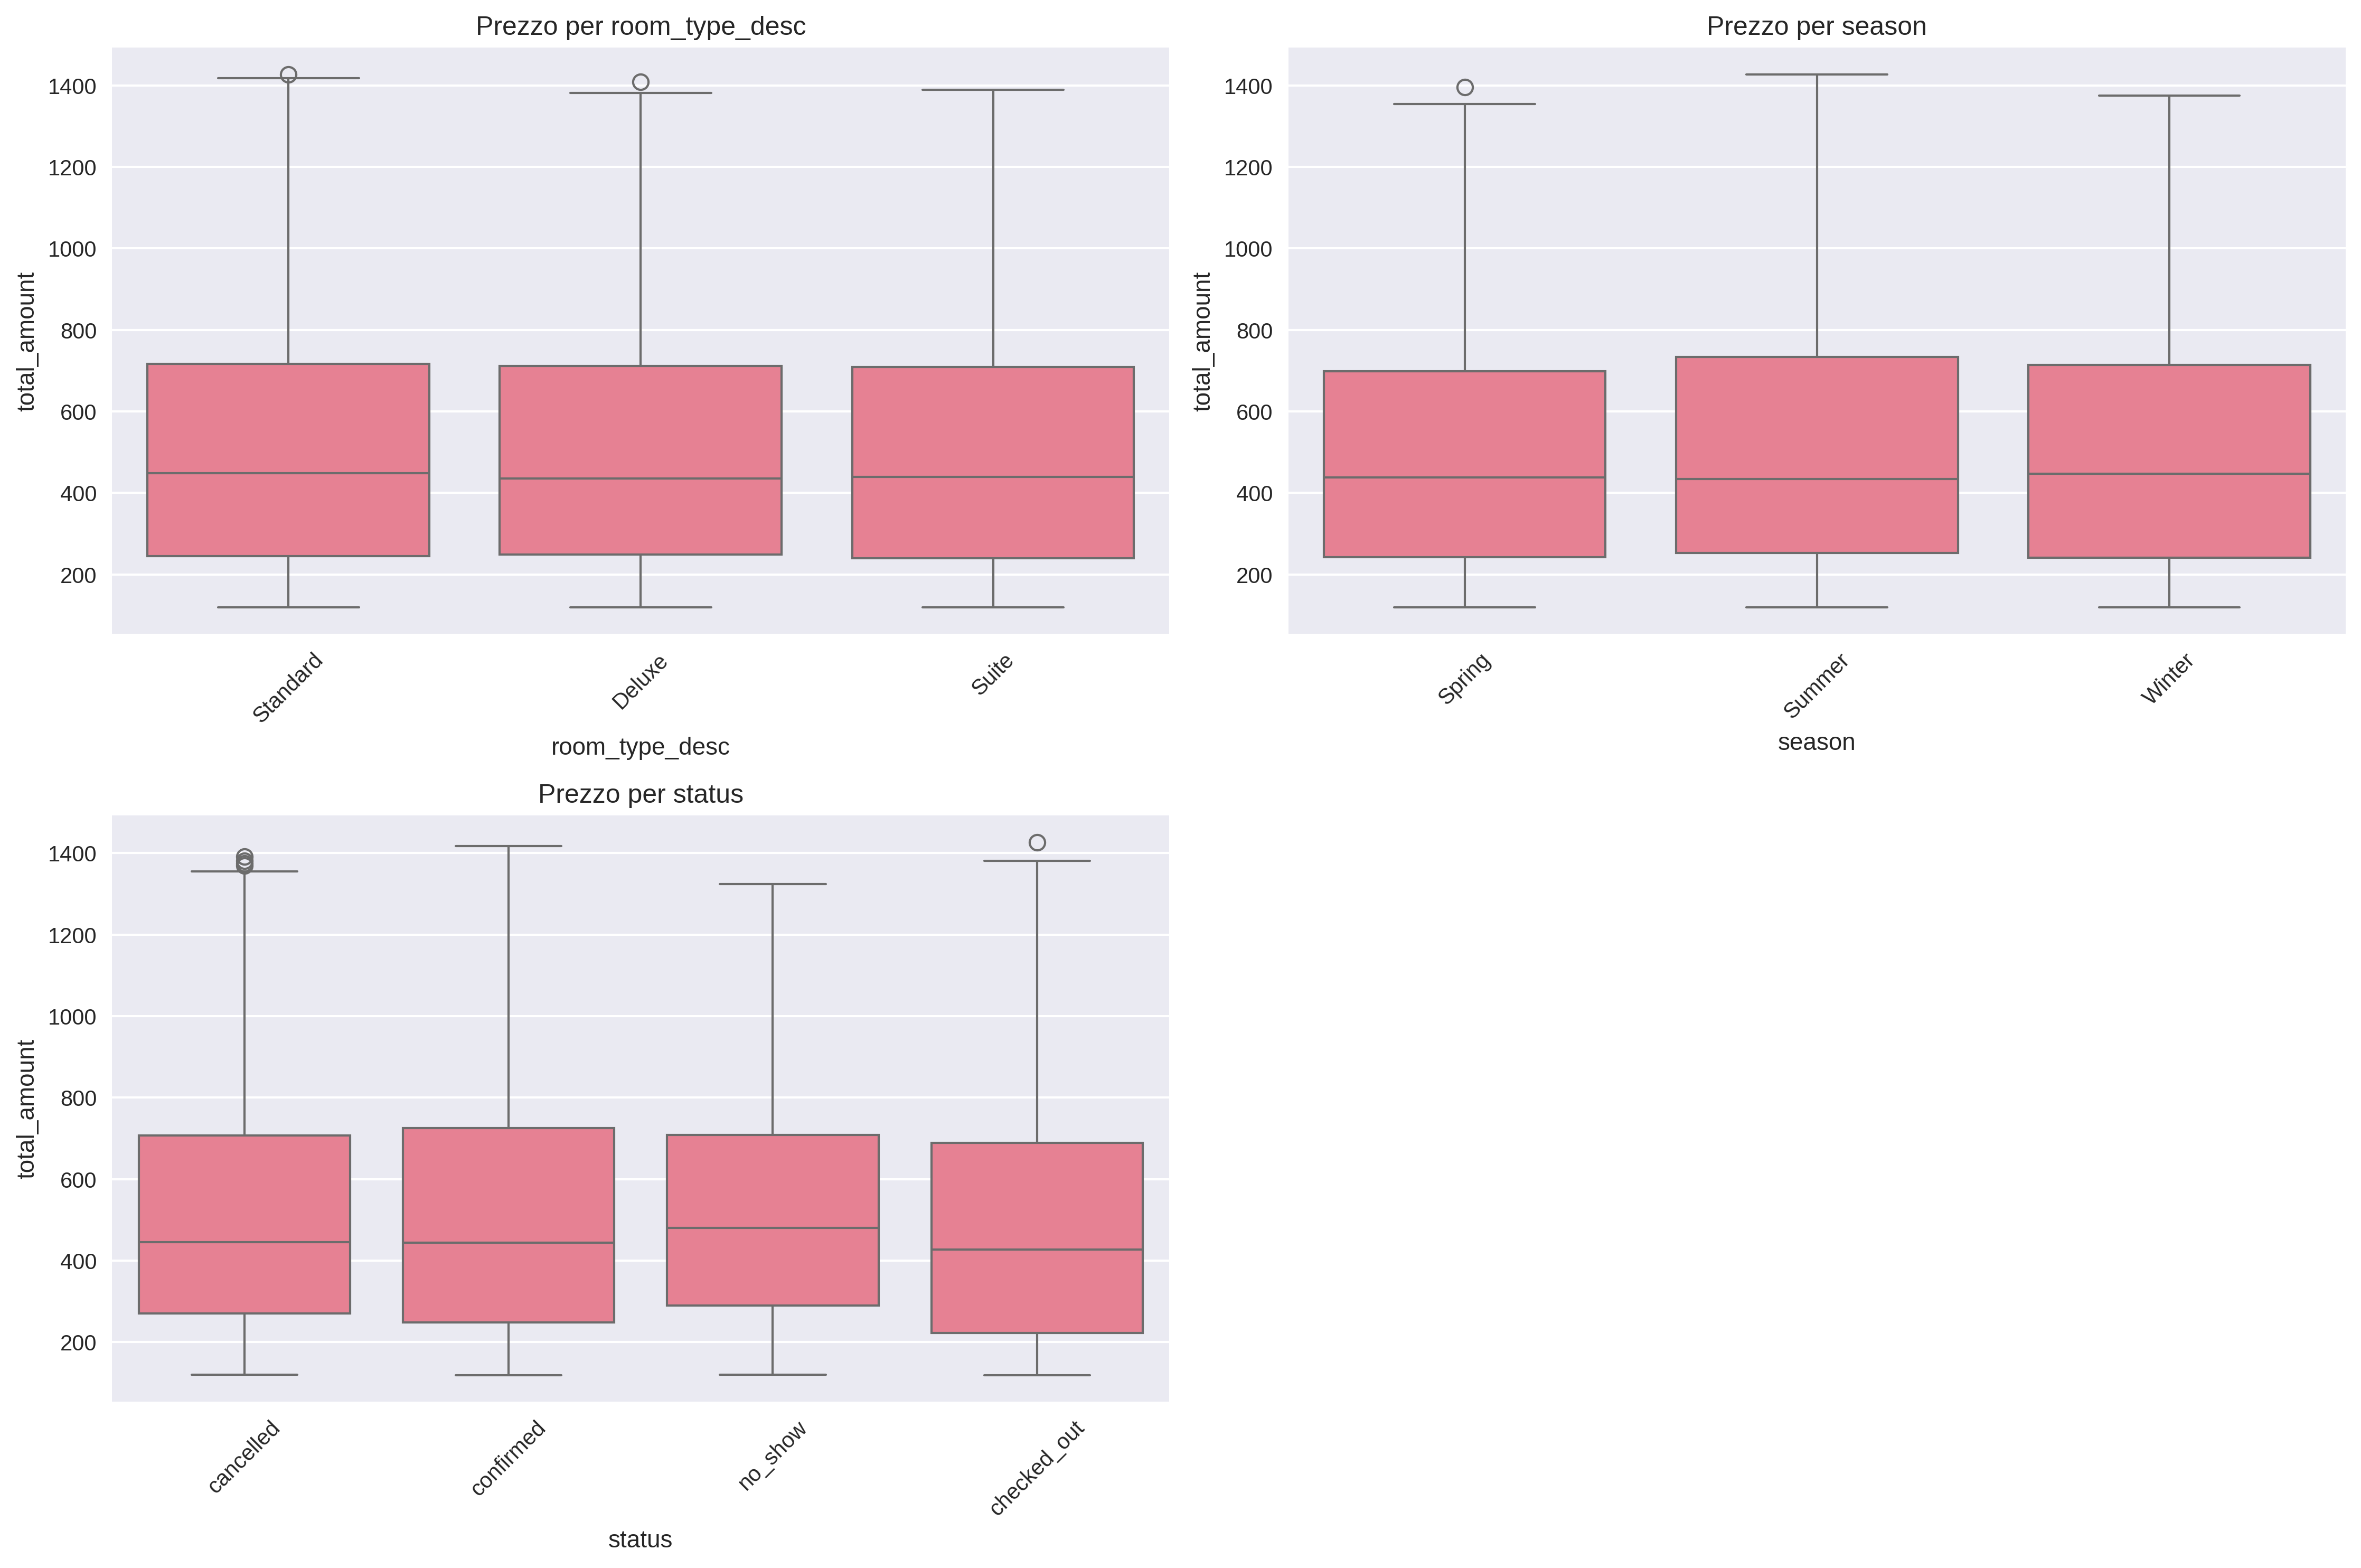 Prezzo per room_type_desc
total_amount
1400
1200
1000
800
600
400
200
Standard
Deluxe
Suite
room_type_desc
Prezzo per season
total_amount
1400
1200
1000
800
600
400
200
Spring
Summer
Winter
season
Prezzo per status
total_amount
1400
1200
1000
800
600
400
200
cancelled
confirmed
no_show
checked_out
status